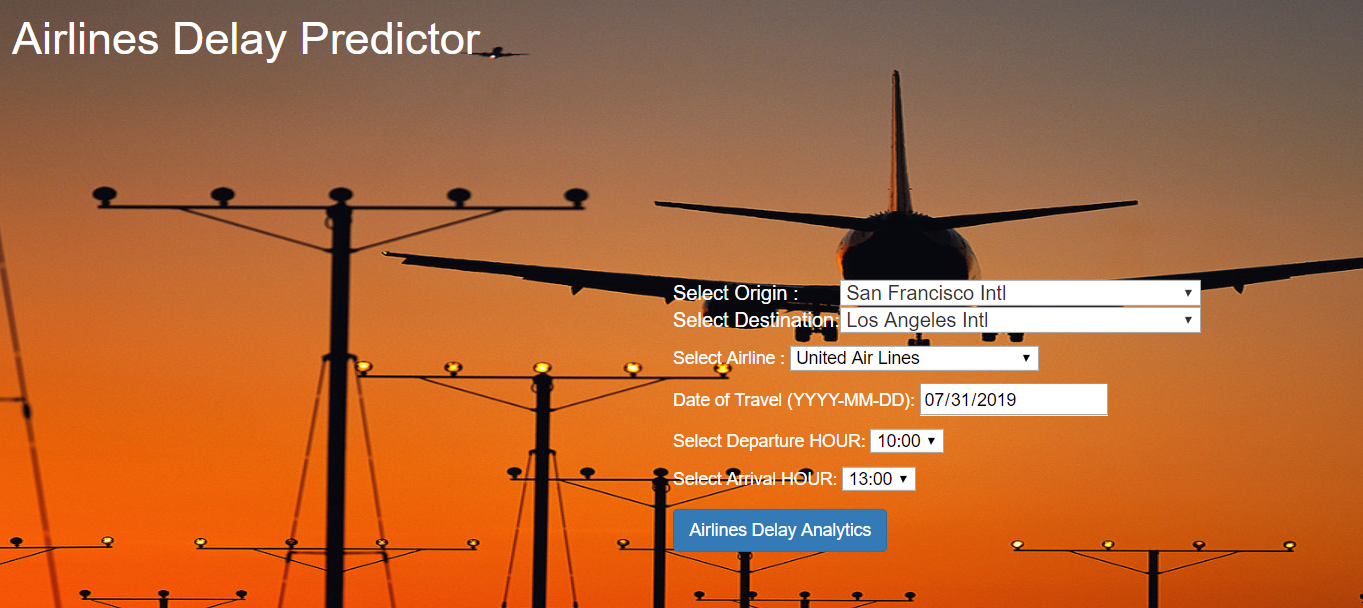 Airlines Delay Predictor
Select Origin : San Francisco Intl
Select Destination: Los Angeles Intl
Select Airline : United Air Lines
Date of Travel (YYYY-MM-DD): 07/31/2019
Select Departure HOUR: 10:00
Select Arrival HOUR: 13:00
Airlines Delay Analytics